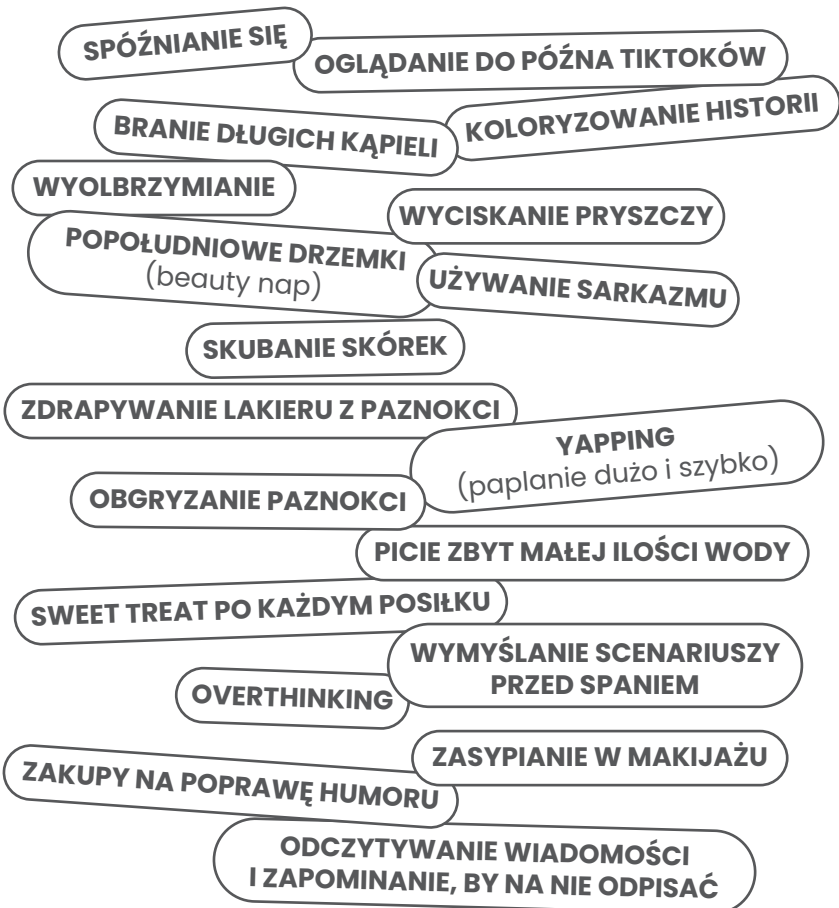 SPÓŹNIANIE SIĘ
OGLĄDANIE DO PÓŹNA TIKTOKÓW
BRANIE DŁUGICH KĄPIELI
KOLORYZOWANIE HISTORII
WYOLBRZYMIANIE
WYCISKANIE PRYSZCZY
POPOŁUDNIOWE DRZEMKI
(beauty nap)
UŻYWANIE SARKAZMU
SKUBANIE SKÓREK
ZDRAPYWANIE LAKIERU Z PAZNOKCI
YAPPING
(paplanie dużo i szybko)
OBGRYZANIE PAZNOKCI
PICIE ZBYT MAŁEJ ILOŚCI WODY
SWEET TREAT PO KAŻDYM POSIŁKU
WYMYŚLANIE SCENARIUSZY
PRZED SPANIEM
OVERTHINKING
ZASYPIANIE W MAKIJAŻU
ZAKUPY NA POPRAWĘ HUMORU
ODCZYTYWANIE WIADOMOŚCI
I ZAPOMINANIE, BY NA NIE ODPISAĆ